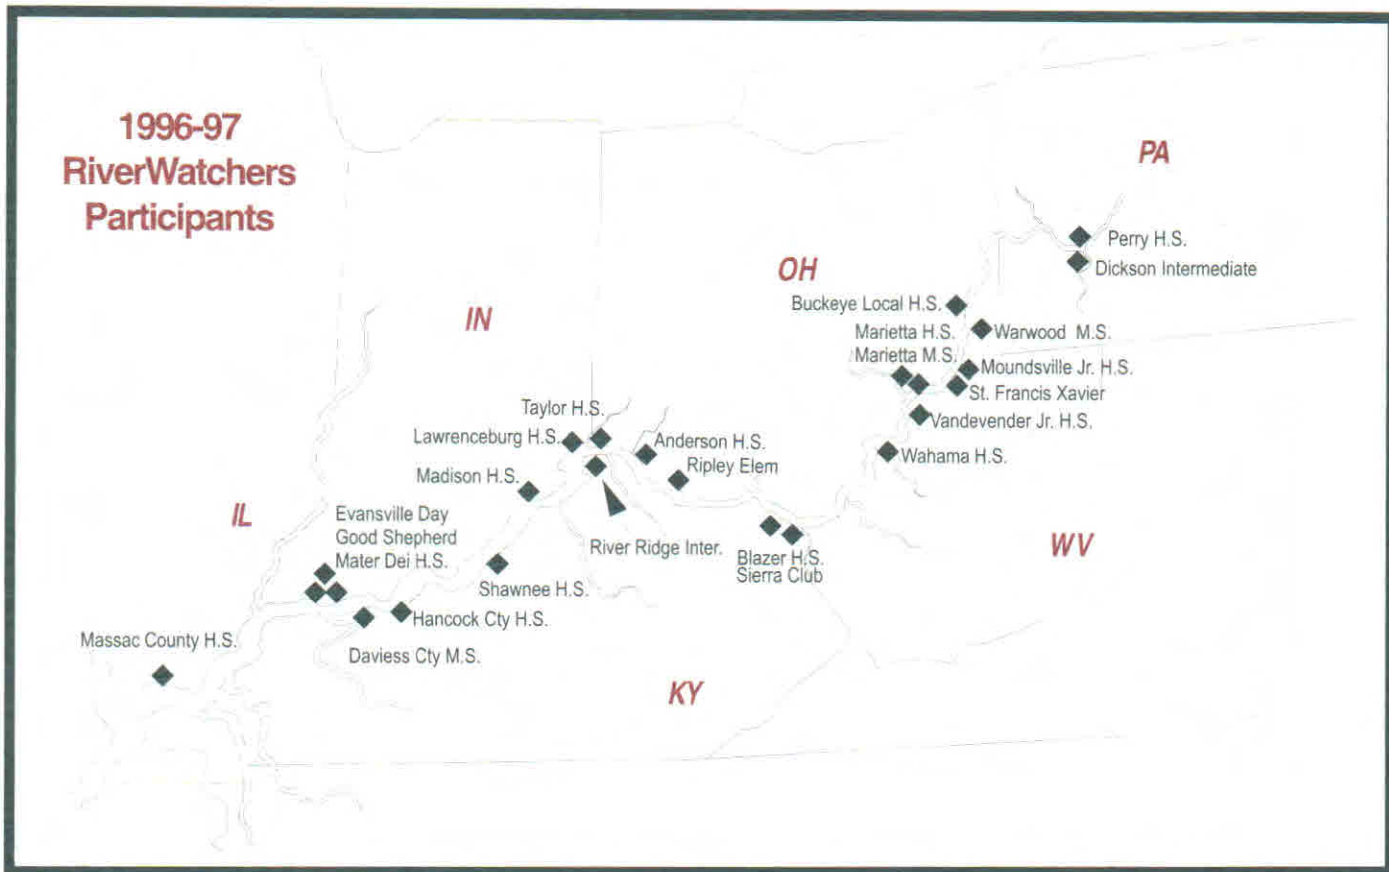 1996-97
RiverWatchers
Participants
PA
Perry H.S.
Dickson Intermediate
OH
Buckeye Local H.S.
Marietta H.S.
Warwood M.S.
Marietta M.S.
Moundsville Jr. H.S.
St. Francis Xavier
Vandevender Jr. H.S.
Wahama H.S.
IN
Taylor H.S.
Lawrenceburg H.S.
Anderson H.S.
Ripley Elem
Madison H.S.
IL
Evansville Day
Good Shepherd
Mater Dei H.S.
River Ridge Inter.
Blazer H.S.
Sierra Club
WV
Shawnee H.S.
Hancock Cty H.S.
Massac County H.S.
Daviess Cty M.S.
KY